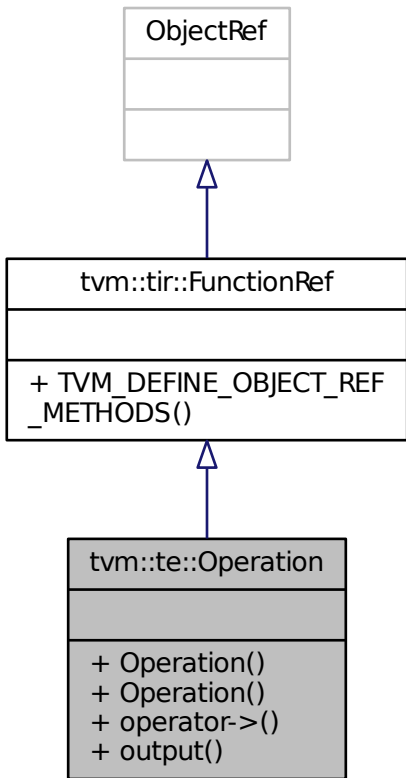 ObjectRef
tvm::tir::FunctionRef
+ TVM_DEFINE_OBJECT_REF
_METHODS()
tvm::te::Operation
+ Operation()
+ Operation()
+ operator->()
+ output()